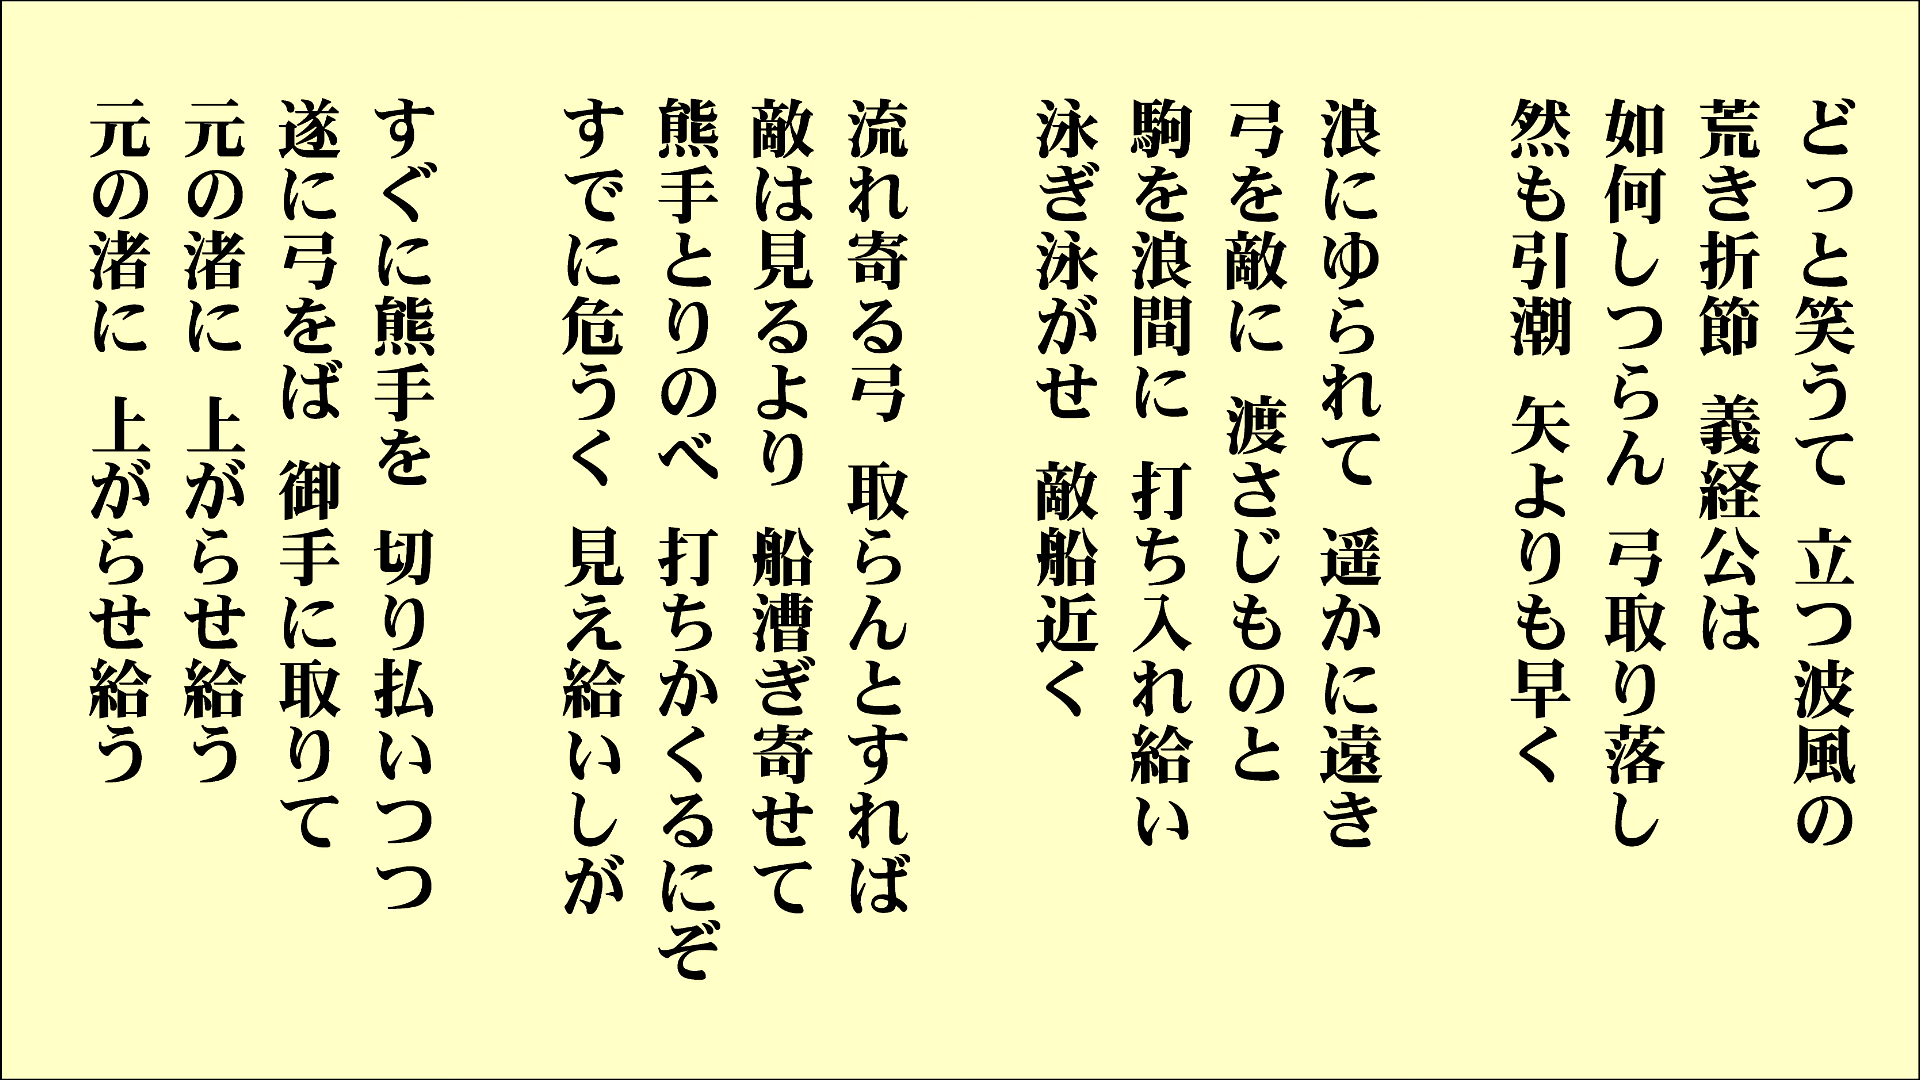 どっと笑うて 立つ波風の
荒き折節 義経公は
如何しつらん 弓取り落し
然も引潮 矢よりも早く
浪にゆられて 遥かに遠き
弓を敵に 渡さじものと
駒を浪間に 打ち入れ給い
泳ぎ泳がせ 敵船近く
流れ寄る弓 取らんとすれば
敵は見るより 船漕ぎ寄せて
熊手とりのべ 打ちかくるにぞ
すでに危うく 見え給いしが
すぐに熊手を 切り払いつつ
遂に弓をば 御手に取りて
元の渚に 上がらせ給う
元の渚に 上がらせ給う